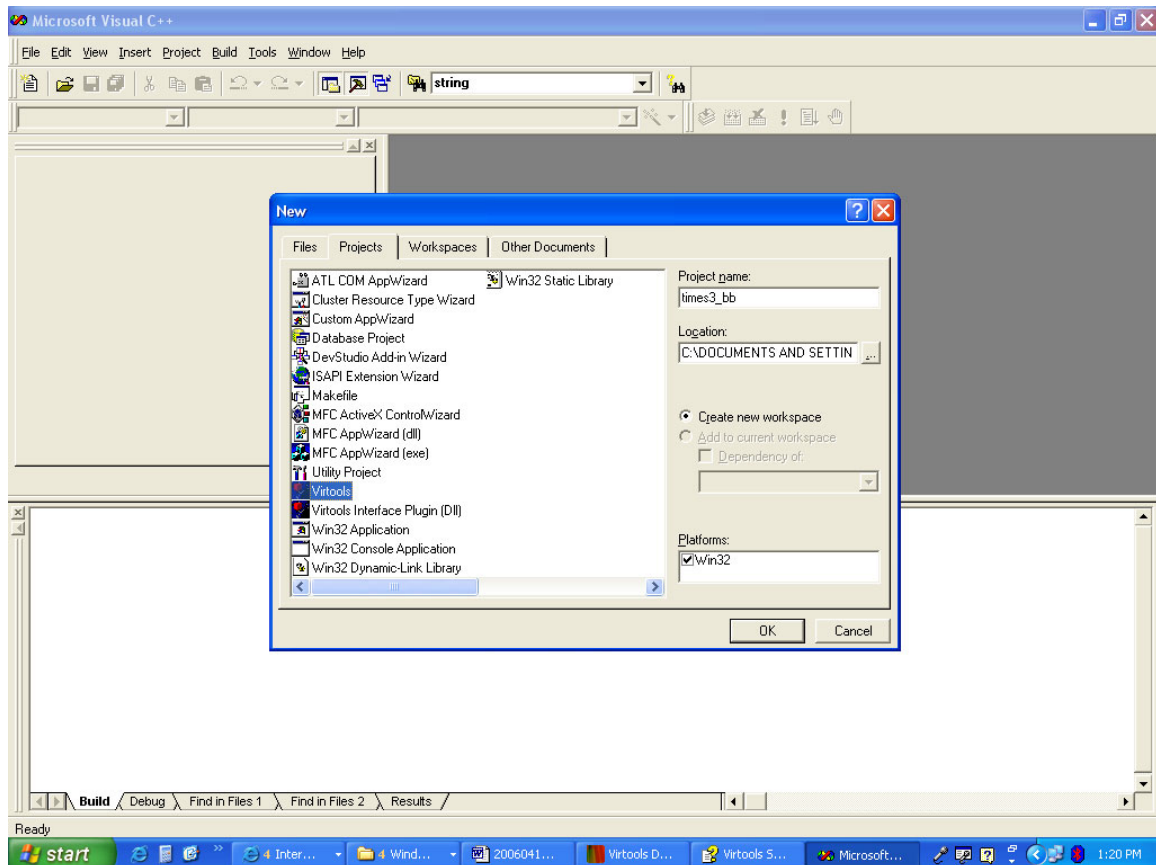 Microsoft Visual C++
File Edit View Insert Project Build Tools Window Help
string
New
Files Projects Workspaces Other Documents
ATL COM AppWizard
Cluster Resource Type Wizard
Custom AppWizard
Database Project
DevStudio Add-in Wizard
ISAPI Extension Wizard
Makefile
MFC ActiveX ControlWizard
MFC AppWizard (dll)
MFC AppWizard (exe)
Utility Project
Virtools
Virtools Interface Plugin (Dll)
Win32 Application
Win32 Console Application
Win32 Dynamic-Link Library
Win32 Static Library
Project name:
times3_bb
Location:
C:\DOCUMENTS AND SETTIN ...
Create new workspace
Add to current workspace
Dependency of:
Platforms:
Win32
OK Cancel
Build Debug Find in Files 1 Find in Files 2 Results
Ready
start 4 Inter... 4 Wind... 2006041... Virtools D... Virtools S... Microsoft... 1:20 PM